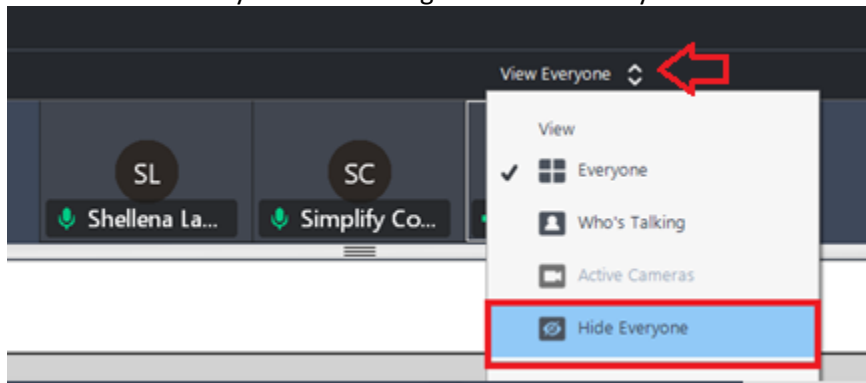 View Everyone
View
SL
SC
Everyone
Shellena La...
Simplify Co...
Who's Talking
Active Cameras
Hide Everyone